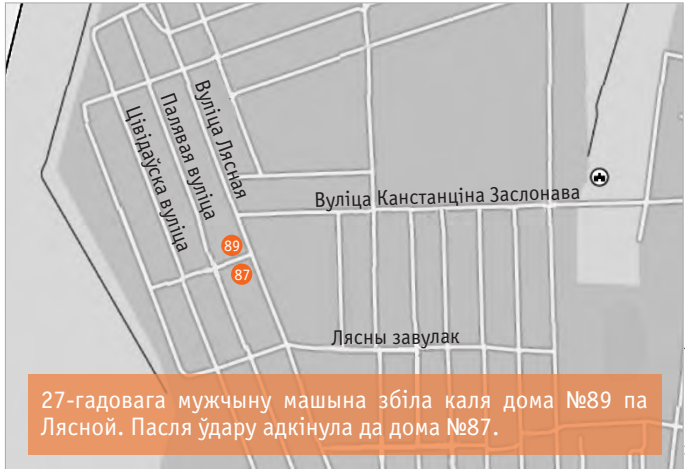 Вуліца Лясная
Палявая вуліца
Цівідаўска вуліца
Вуліца Канстанціна Заслонава
89
87
Лясны завулак
27-гадовага мужчыну машына збіла каля дома №89 па
Лясной. Пасля ўдару адкінула да дома №87.